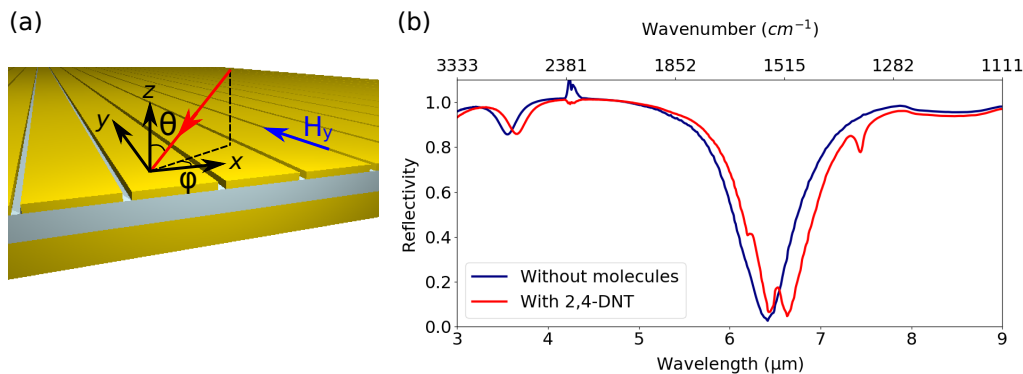 (a)
z
y
θ
H_y
x
φ
(b)
Wavenumber (cm⁻¹)
3333 2381 1852 1515 1282 1111
Reflectivity
1.0
0.8
0.6
0.4
0.2
0.0
Without molecules
With 2,4-DNT
3 4 5 6 7 8 9
Wavelength (μm)